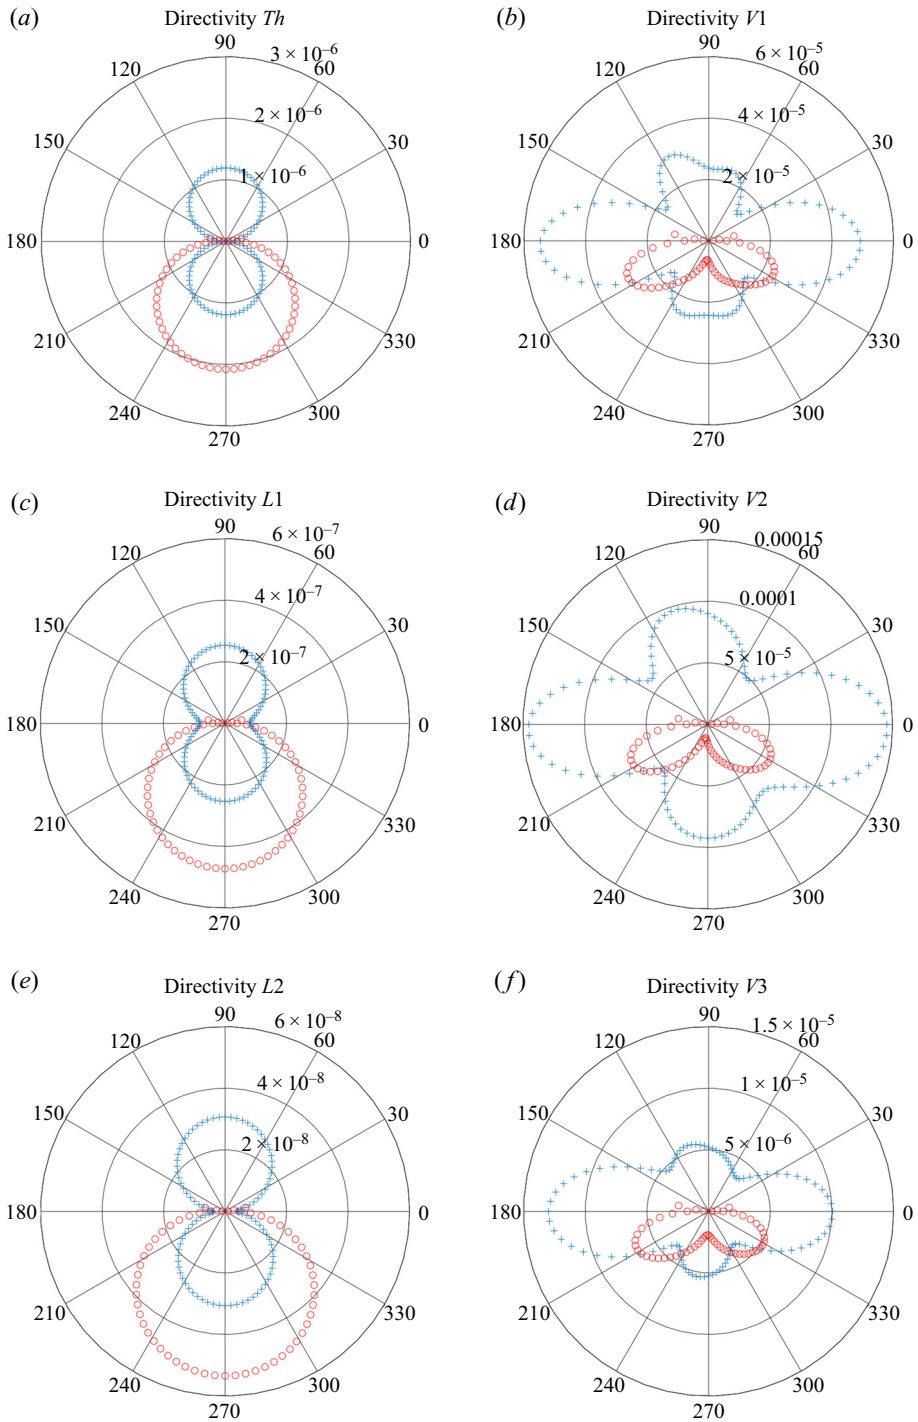 (a) Directivity Th
90
3 × 10⁻⁶
120 60
2 × 10⁻⁶
150 30
1 × 10⁻⁶
180 0
210 330
240 300
270
(b) Directivity V1
90
6 × 10⁻⁵
120 60
4 × 10⁻⁵
150 30
2 × 10⁻⁵
180 0
210 330
240 300
270
(c) Directivity L1
90
6 × 10⁻⁷
120 60
4 × 10⁻⁷
150 30
2 × 10⁻⁷
180 0
210 330
240 300
270
(d) Directivity V2
90
0.00015
120 60
0.0001
150 30
5 × 10⁻⁵
180 0
210 330
240 300
270
(e) Directivity L2
90
6 × 10⁻⁸
120 60
4 × 10⁻⁸
150 30
2 × 10⁻⁸
180 0
210 330
240 300
270
(f) Directivity V3
90
1.5 × 10⁻⁵
120 60
1 × 10⁻⁵
150 30
5 × 10⁻⁶
180 0
210 330
240 300
270